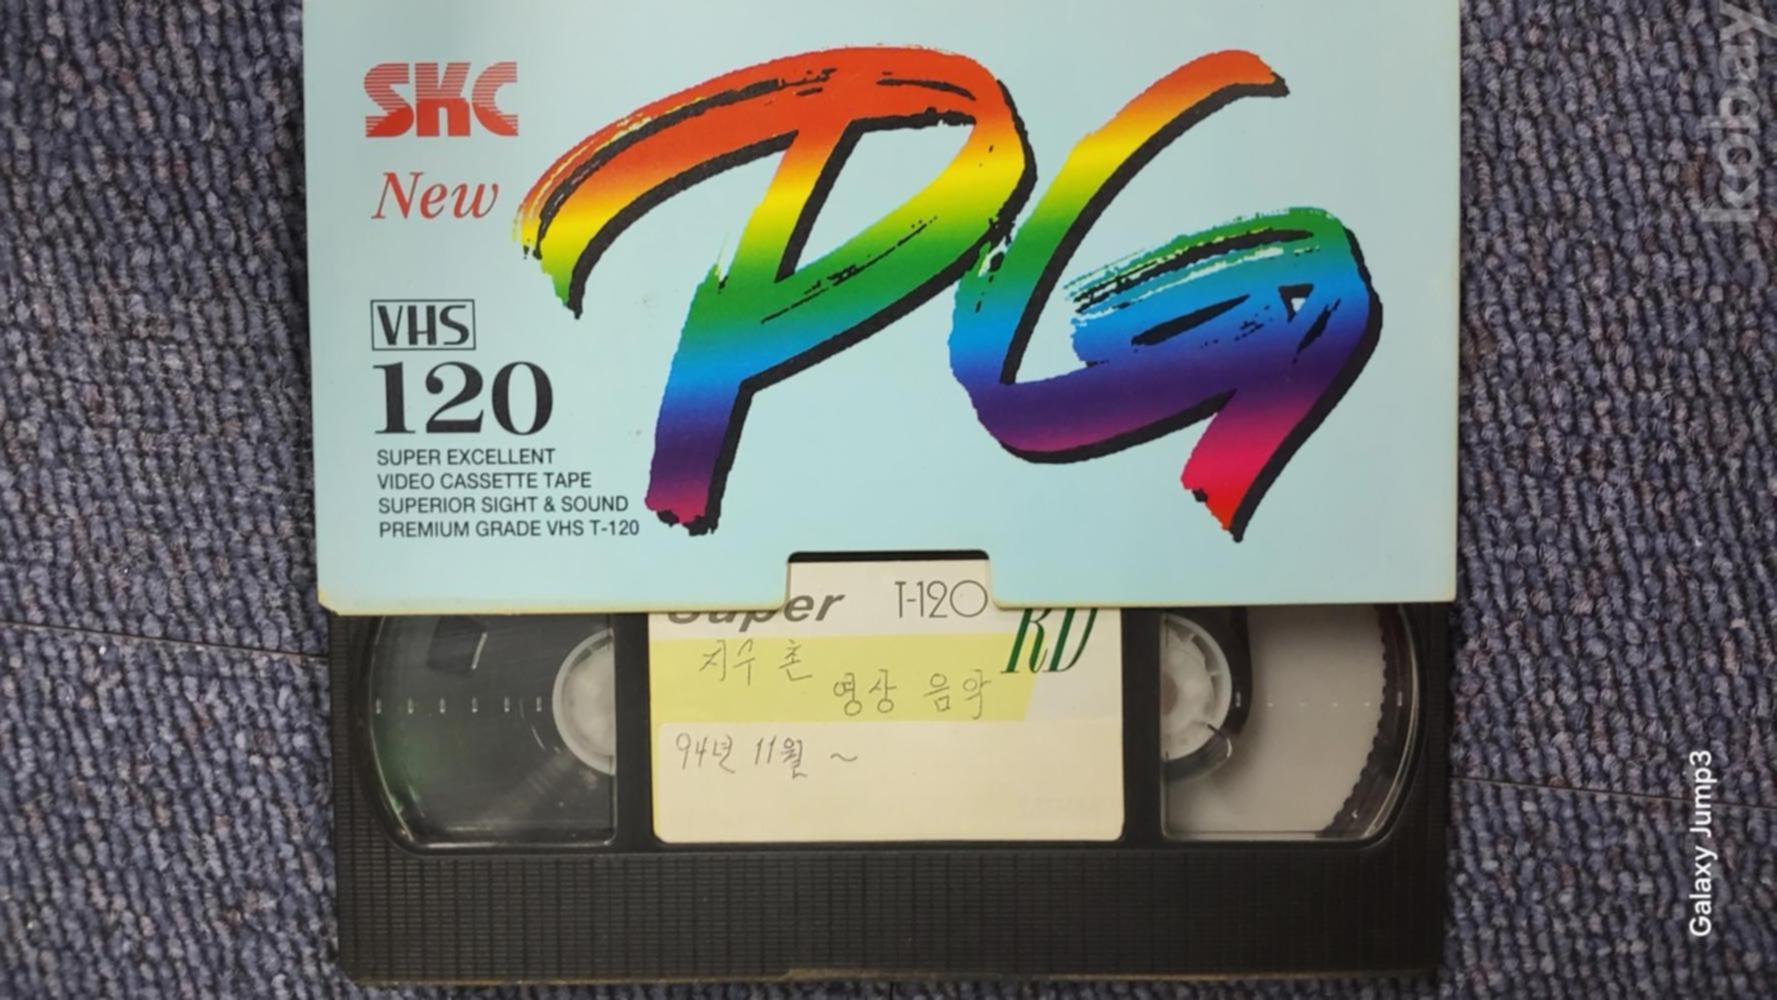 SKC
New
PG
VHS
120
SUPER EXCELLENT
VIDEO CASSETTE TAPE
SUPERIOR SIGHT & SOUND
PREMIUM GRADE VHS T-120
Super T-120
RD
지수촌
영상 음악
94년 11월 ~
kobay
Galaxy Jump3